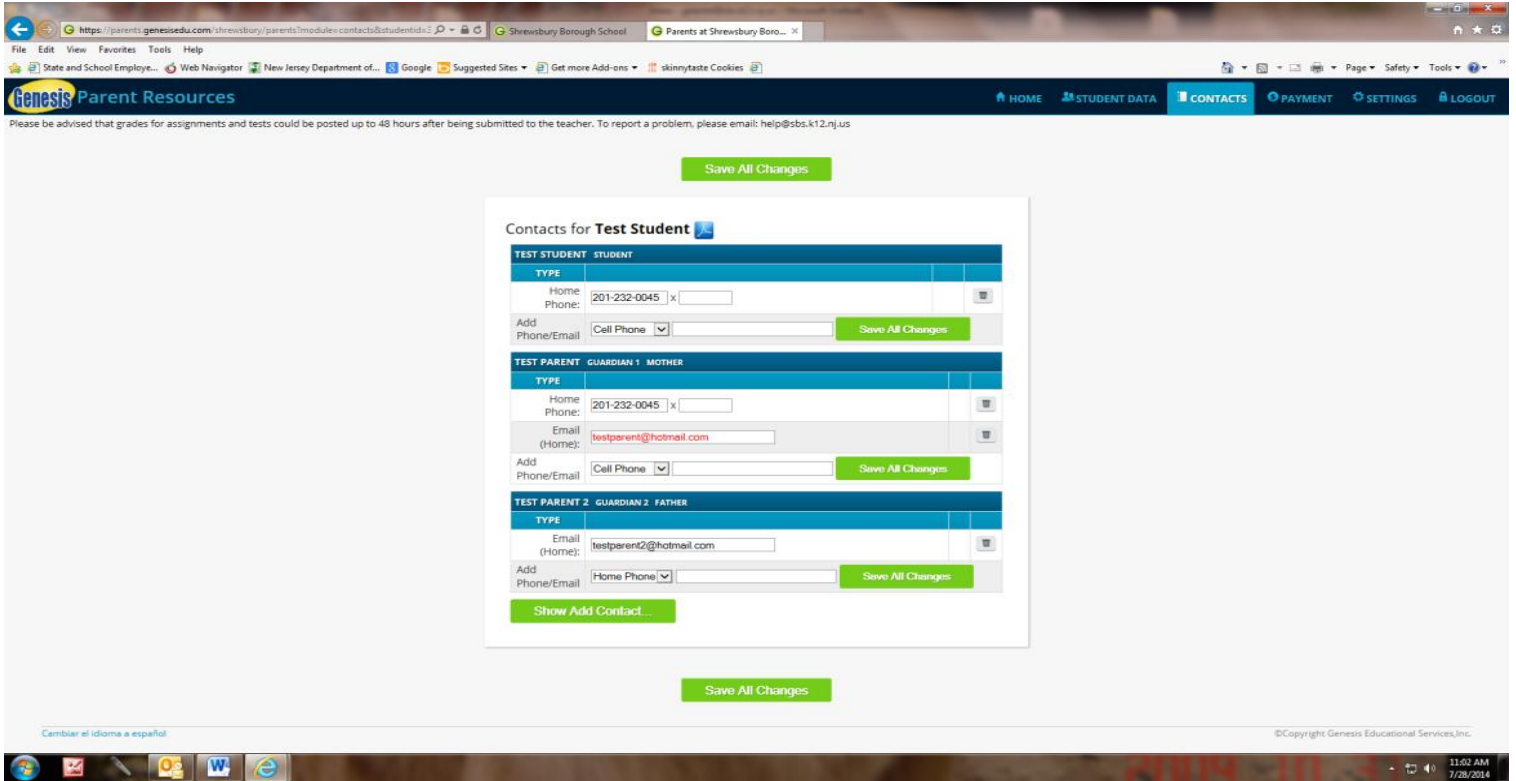 https://parents.genesisedu.com/shrewsbury/parents?module=contacts&studentid=
Shrewsbury Borough School
Parents at Shrewsbury Boro...
File Edit View Favorites Tools Help
State and School Employe... Web Navigator New Jersey Department of... Google Suggested Sites Get more Add-ons skinnytaste Cookies
Page Safety Tools
Genesis Parent Resources
HOME STUDENT DATA CONTACTS PAYMENT SETTINGS LOGOUT
Please be advised that grades for assignments and tests could be posted up to 48 hours after being submitted to the teacher. To report a problem, please email: help@sbs.k12.nj.us
Save All Changes
Contacts for Test Student
TEST STUDENT STUDENT
TYPE
Home Phone: 201-232-0045 x
Add Phone/Email Cell Phone Save All Changes
TEST PARENT GUARDIAN 1 MOTHER
TYPE
Home Phone: 201-232-0045 x
Email (Home): testparent@hotmail.com
Add Phone/Email Cell Phone Save All Changes
TEST PARENT 2 GUARDIAN 2 FATHER
TYPE
Email (Home): testparent2@hotmail.com
Add Phone/Email Home Phone Save All Changes
Show Add Contact...
Save All Changes
Cambiar el idioma a español
©Copyright Genesis Educational Services,Inc.
11:02 AM
7/28/2014